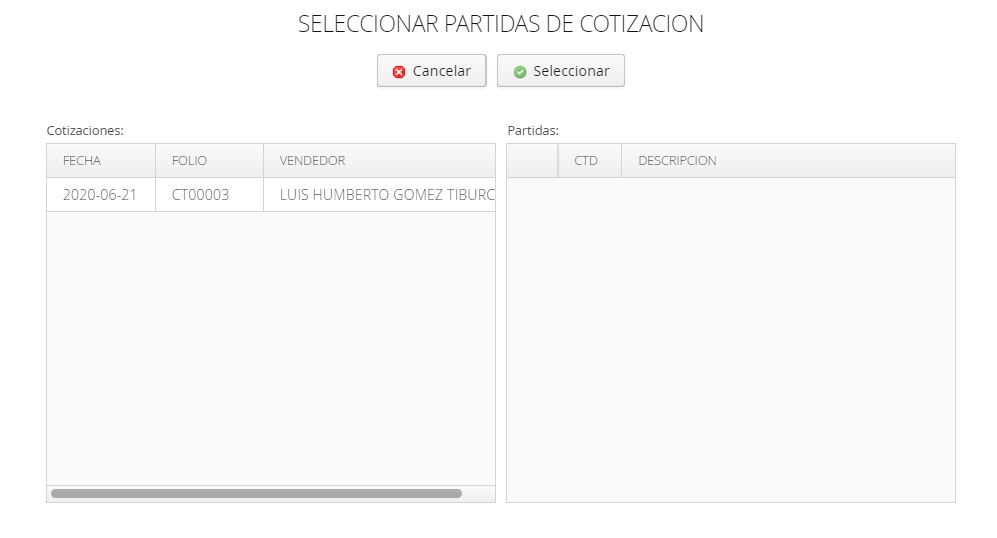 SELECCIONAR PARTIDAS DE COTIZACION
Cancelar Seleccionar
Cotizaciones:
FECHA FOLIO VENDEDOR
2020-06-21 CT00003 LUIS HUMBERTO GOMEZ TIBURC
Partidas:
CTD DESCRIPCION